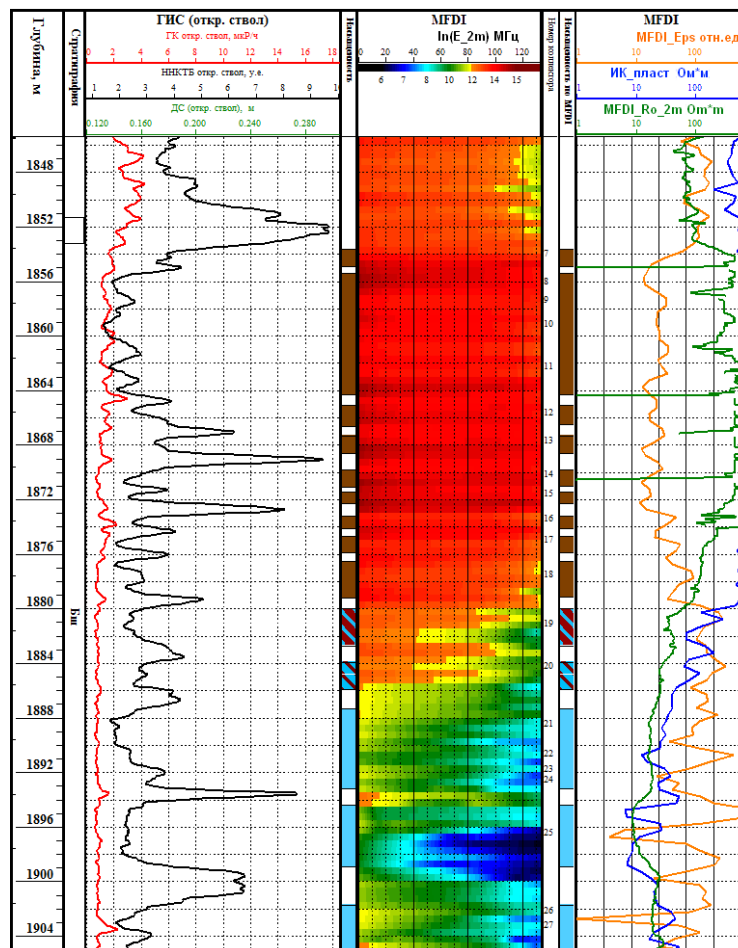 Глубина, м
Стратиграфия
ГИС (откр. ствол)
ГК откр. ствол, мкР/ч
0 2 4 6 8 10 12 14 16 18
ННКТБ откр. ствол, у.е.
1 2 3 4 5 6 7 8 9 10
ДС (откр. ствол), м
0.120 0.160 0.200 0.240 0.280
Насыщенность
MFDI
ln(E_2m) МГц
0 20 40 60 80 100 120
6 7 8 10 12 14 15
Номер коллектора
Насыщенность по MFDI
MFDI
MFDI_Eps отн.ед
1 10 100
ИК_пласт Ом*м
1 10 100
MFDI_Ro_2m Om*m
1 10 100
1848
1852
1856
1860
1864
1868
1872
1876
1880
1884
1888
1892
1896
1900
1904
Бш
7
8
9
10
11
12
13
14
15
16
17
18
19
20
21
22
23
24
25
26
27